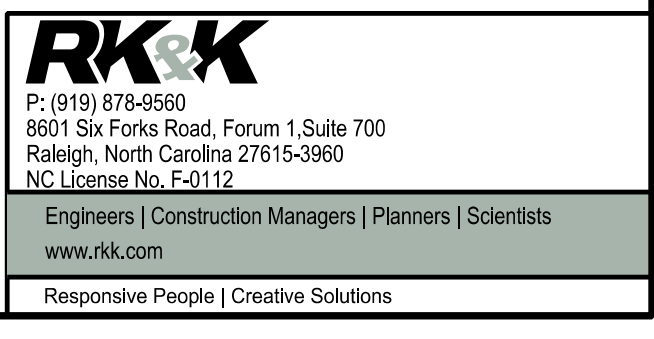 RK&K
P: (919) 878-9560
8601 Six Forks Road, Forum 1,Suite 700
Raleigh, North Carolina 27615-3960
NC License No. F-0112
Engineers | Construction Managers | Planners | Scientists
www.rkk.com
Responsive People | Creative Solutions